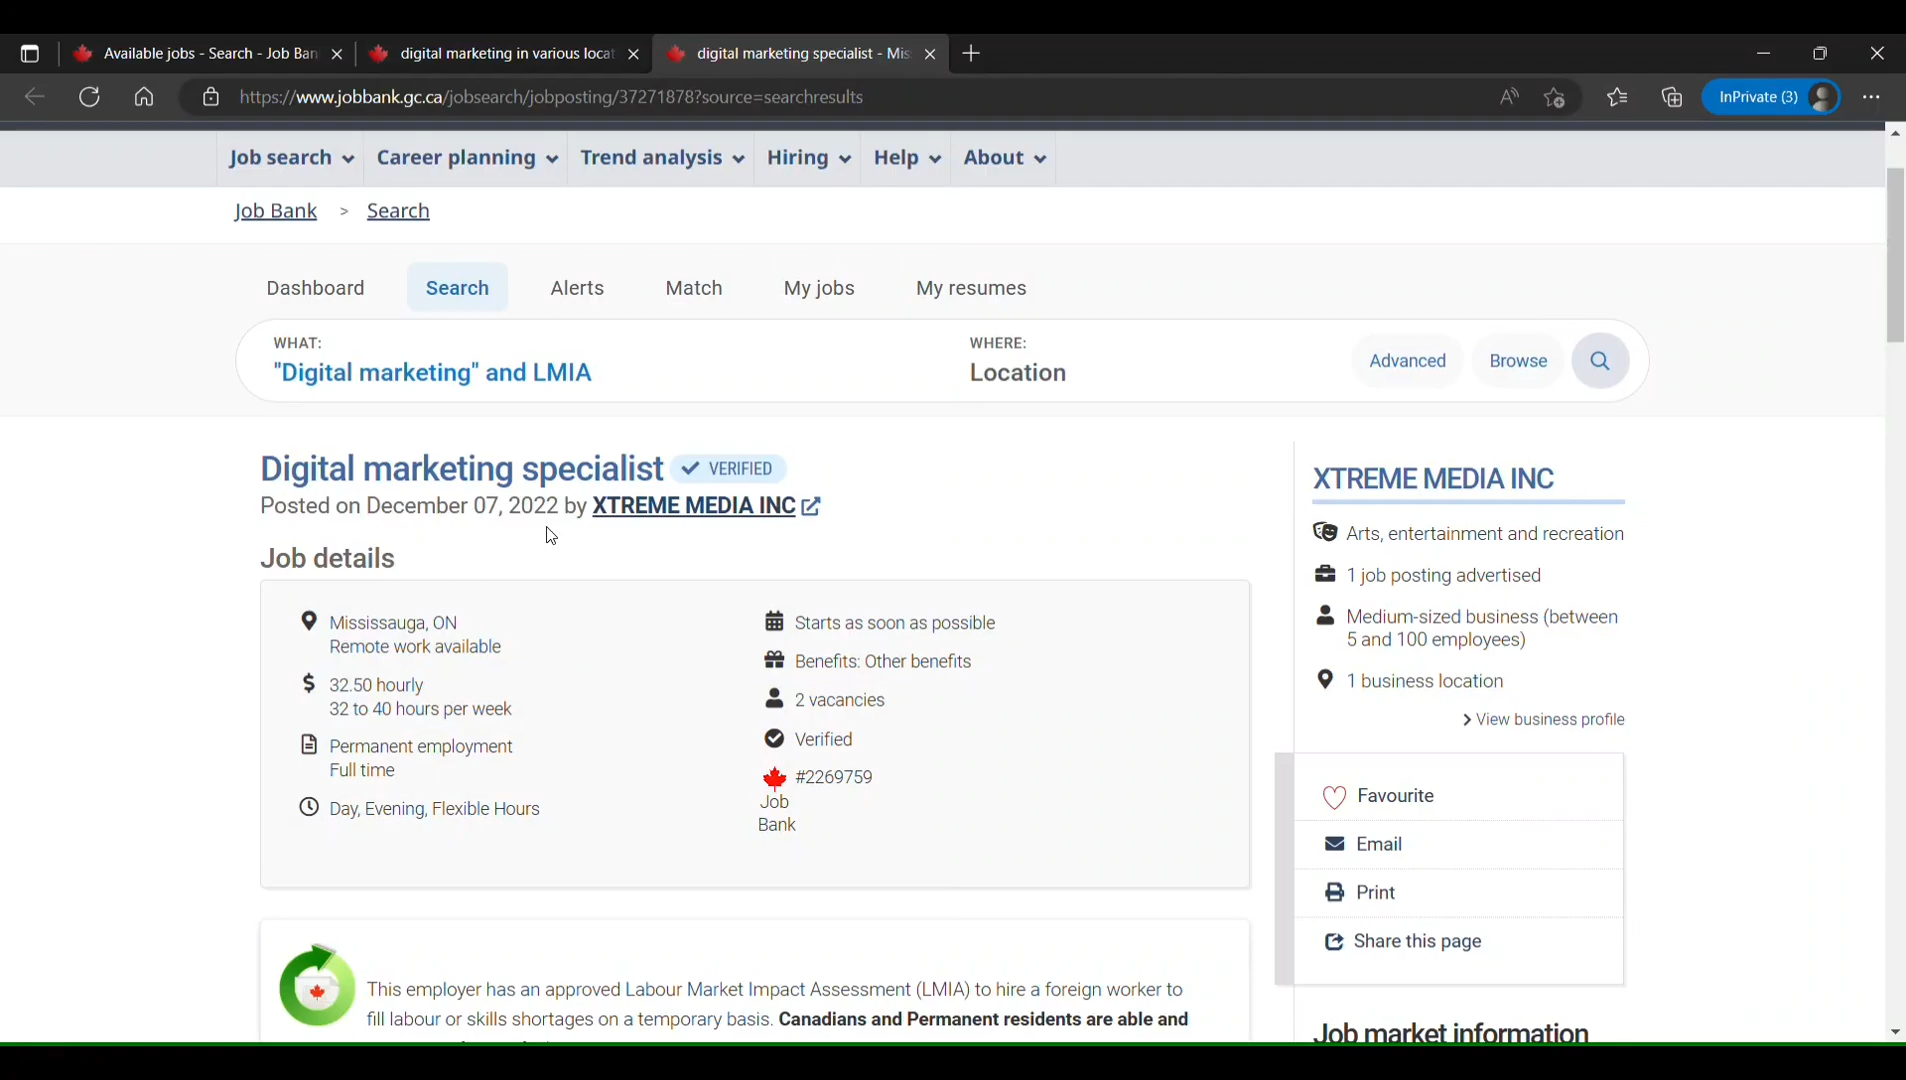 Available jobs - Search - Job Ban
digital marketing in various locat
digital marketing specialist - Mis
https://www.jobbank.gc.ca/jobsearch/jobposting/37271878?source=searchresults
InPrivate (3)
Job search
Career planning
Trend analysis
Hiring
Help
About
Job Bank > Search
Dashboard
Search
Alerts
Match
My jobs
My resumes
WHAT:
"Digital marketing" and LMIA
WHERE:
Location
Advanced
Browse
Digital marketing specialist VERIFIED
Posted on December 07, 2022 by XTREME MEDIA INC
Job details
Mississauga, ON
Remote work available
32.50 hourly
32 to 40 hours per week
Permanent employment
Full time
Day, Evening, Flexible Hours
Starts as soon as possible
Benefits: Other benefits
2 vacancies
Verified
#2269759
Job
Bank
This employer has an approved Labour Market Impact Assessment (LMIA) to hire a foreign worker to
fill labour or skills shortages on a temporary basis. Canadians and Permanent residents are able and
XTREME MEDIA INC
Arts, entertainment and recreation
1 job posting advertised
Medium-sized business (between
5 and 100 employees)
1 business location
> View business profile
Favourite
Email
Print
Share this page
Job market information